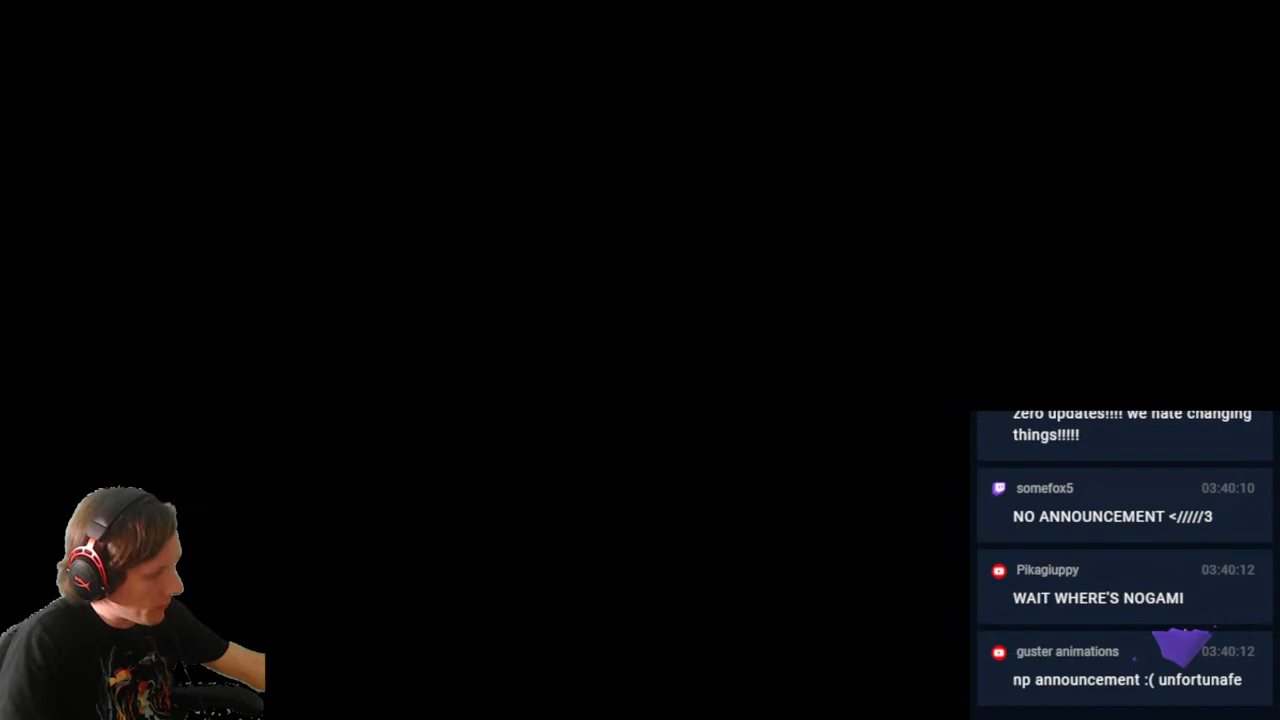 zero updates!!!! we hate changing
things!!!!!
somefox5 03:40:10
NO ANNOUNCEMENT </////3
Pikagiuppy 03:40:12
WAIT WHERE'S NOGAMI
guster animations 03:40:12
np announcement :( unfortunafe